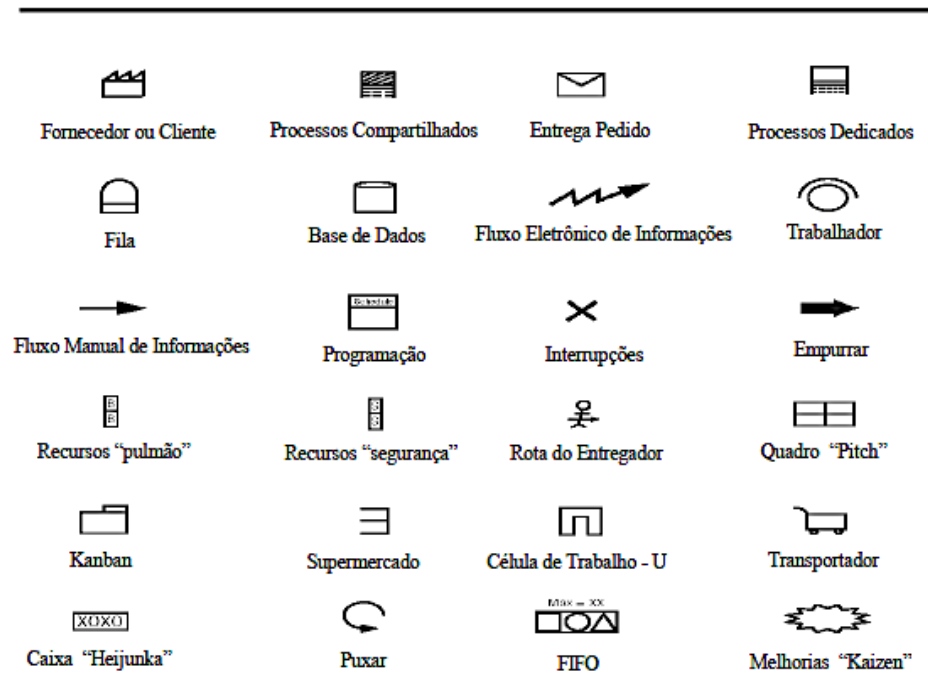 Fornecedor ou Cliente
Processos Compartilhados
Entrega Pedido
Processos Dedicados
Fila
Base de Dados
Fluxo Eletrônico de Informações
Trabalhador
Schedule
Fluxo Manual de Informações
Programação
Interrupções
Empurrar
B
B
S
S
Recursos “pulmão”
Recursos “segurança”
Rota do Entregador
Quadro “Pitch”
Kanban
Supermercado
Célula de Trabalho - U
Transportador
XOXO
Max = XX
Caixa “Heijunka”
Puxar
FIFO
Melhorias “Kaizen”